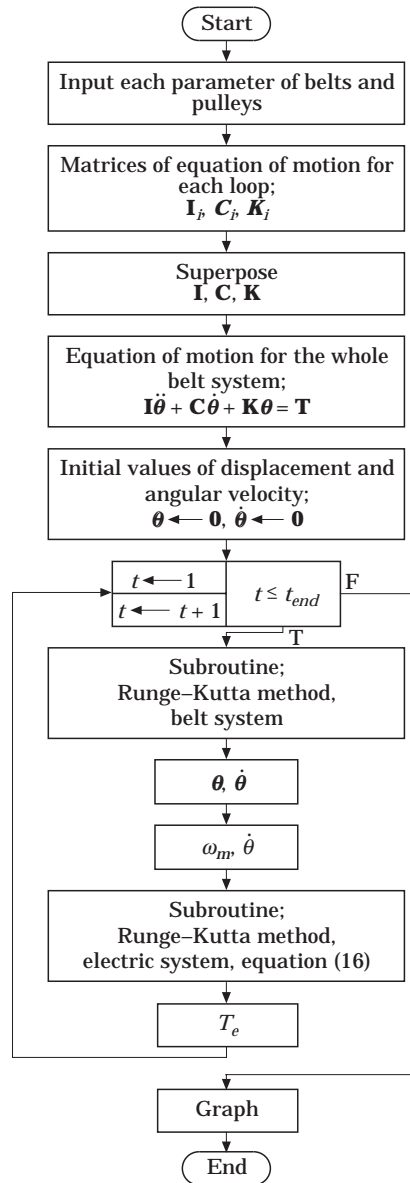 Start
Input each parameter of belts and
pulleys
Matrices of equation of motion for
each loop;
I_i, C_i, K_i
Superpose
I, C, K
Equation of motion for the whole
belt system;
Iθ̈ + Cθ̇ + Kθ = T
Initial values of displacement and
angular velocity;
θ ← 0, θ̇ ← 0
t ← 1
t ← t + 1
t ≤ t_end
F
T
Subroutine;
Runge–Kutta method,
belt system
θ, θ̇
ω_m, θ̇
Subroutine;
Runge–Kutta method,
electric system, equation (16)
T_e
Graph
End